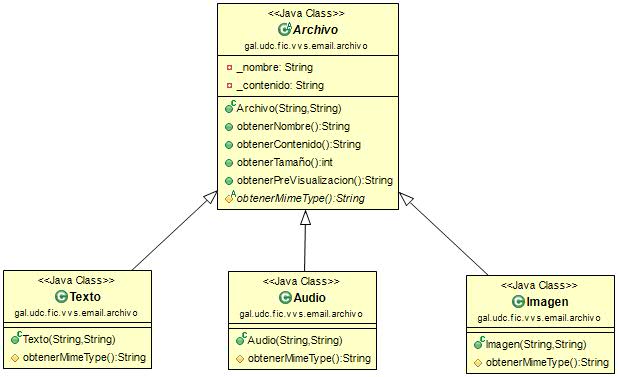 <<Java Class>>
Archivo
gal.udc.fic.vvs.email.archivo
_nombre: String
_contenido: String
Archivo(String,String)
obtenerNombre():String
obtenerContenido():String
obtenerTamaño():int
obtenerPreVisualizacion():String
obtenerMimeType():String
<<Java Class>>
Texto
gal.udc.fic.vvs.email.archivo
Texto(String,String)
obtenerMimeType():String
<<Java Class>>
Audio
gal.udc.fic.vvs.email.archivo
Audio(String,String)
obtenerMimeType():String
<<Java Class>>
Imagen
gal.udc.fic.vvs.email.archivo
Imagen(String,String)
obtenerMimeType():String